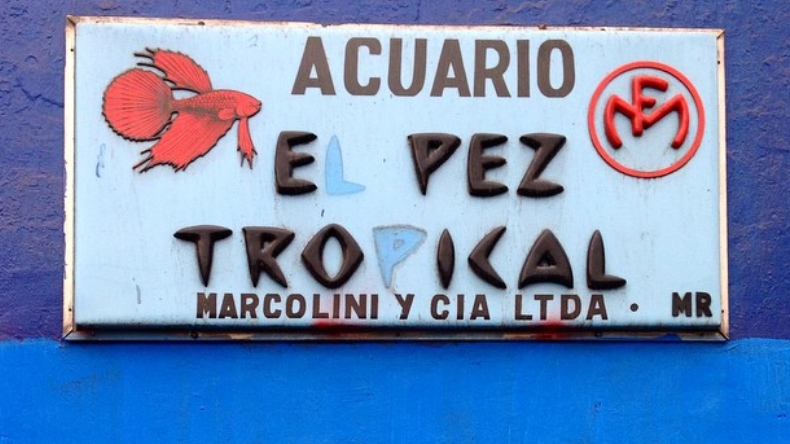 ACUARIO
EL PEZ
TROPICAL
MARCOLINI Y CIA LTDA . MR